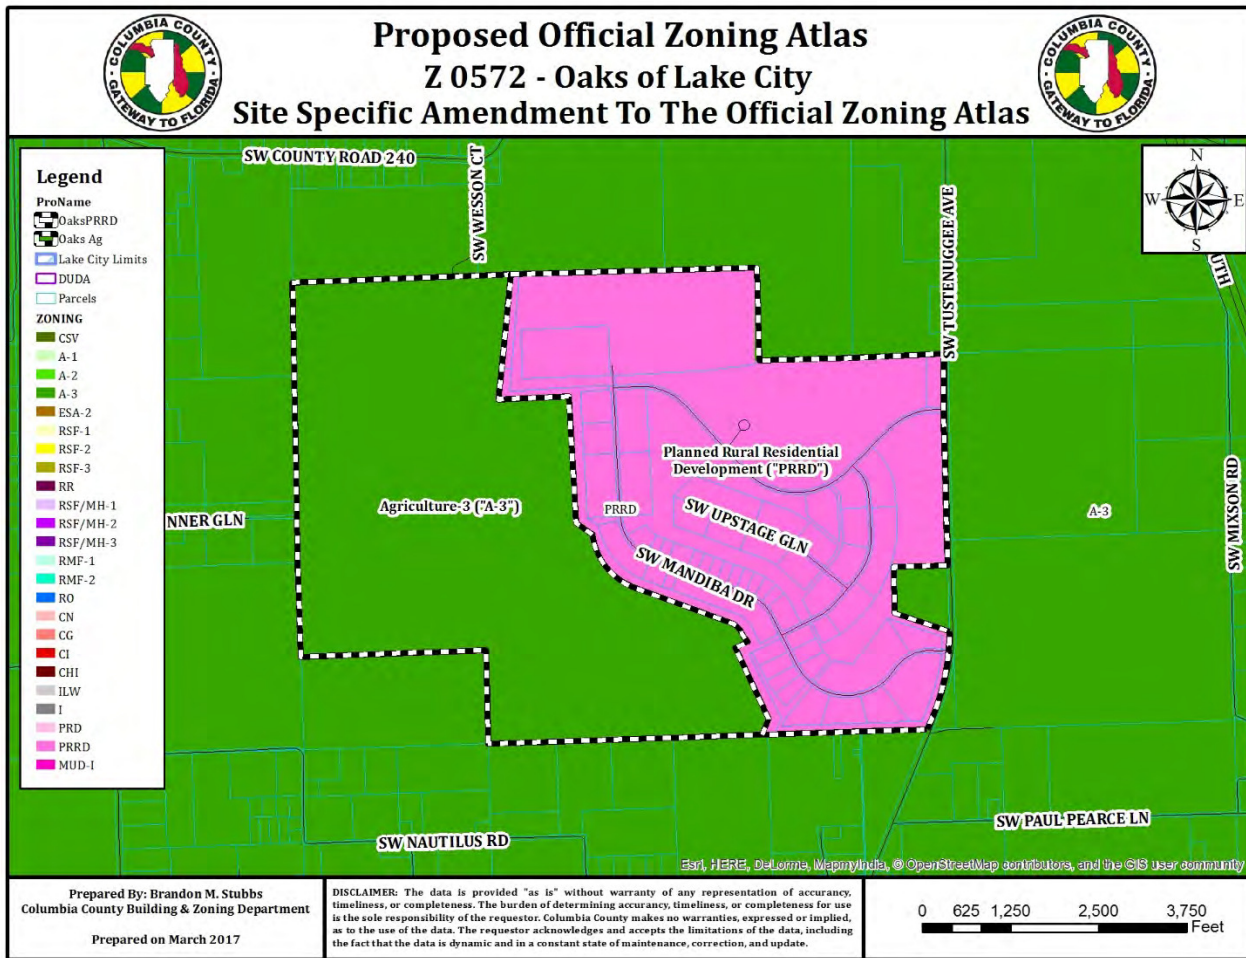 Proposed Official Zoning Atlas
Z 0572 - Oaks of Lake City
Site Specific Amendment To The Official Zoning Atlas
COLUMBIA COUNTY
GATEWAY TO FLORIDA
COLUMBIA COUNTY
GATEWAY TO FLORIDA
Legend
ProName
OaksPRRD
Oaks Ag
Lake City Limits
DUDA
Parcels
ZONING
CSV
A-1
A-2
A-3
ESA-2
RSF-1
RSF-2
RSF-3
RR
RSF/MH-1
RSF/MH-2
RSF/MH-3
RMF-1
RMF-2
RO
CN
CG
CI
CHI
ILW
I
PRD
PRRD
MUD-I
SW COUNTY ROAD 240
SW WESSON CT
SW TUSTENUGGEE AVE
N
W E
S
UTH
Planned Rural Residential
Development ("PRRD")
Agriculture-3 ("A-3")
PRRD
SW UPSTAGE GLN
A-3
NNER GLN
SW MANDIBA DR
SW MIXSON RD
SW NAUTILUS RD
SW PAUL PEARCE LN
Esri, HERE, DeLorme, MapmyIndia, © OpenStreetMap contributors, and the GIS user community
Prepared By: Brandon M. Stubbs
Columbia County Building & Zoning Department
Prepared on March 2017
DISCLAIMER: The data is provided "as is" without warranty of any representation of accurancy,
timeliness, or completeness. The burden of determining accuracy, timeliness, or completeness for use
is the sole responsibility of the requestor. Columbia County makes no warranties, expressed or implied,
as to the use of the data. The requestor acknowledges and accepts the limitations of the data, including
the fact that the data is dynamic and in a constant state of maintenance, correction, and update.
0 625 1,250 2,500 3,750
Feet